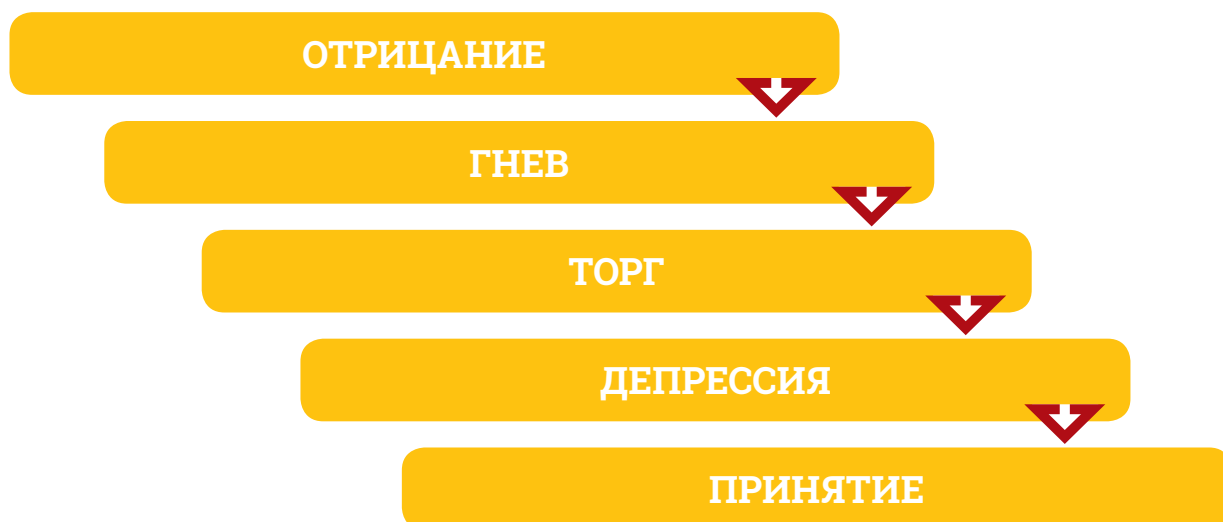 ОТРИЦАНИЕ
ГНЕВ
ТОРГ
ДЕПРЕССИЯ
ПРИНЯТИЕ